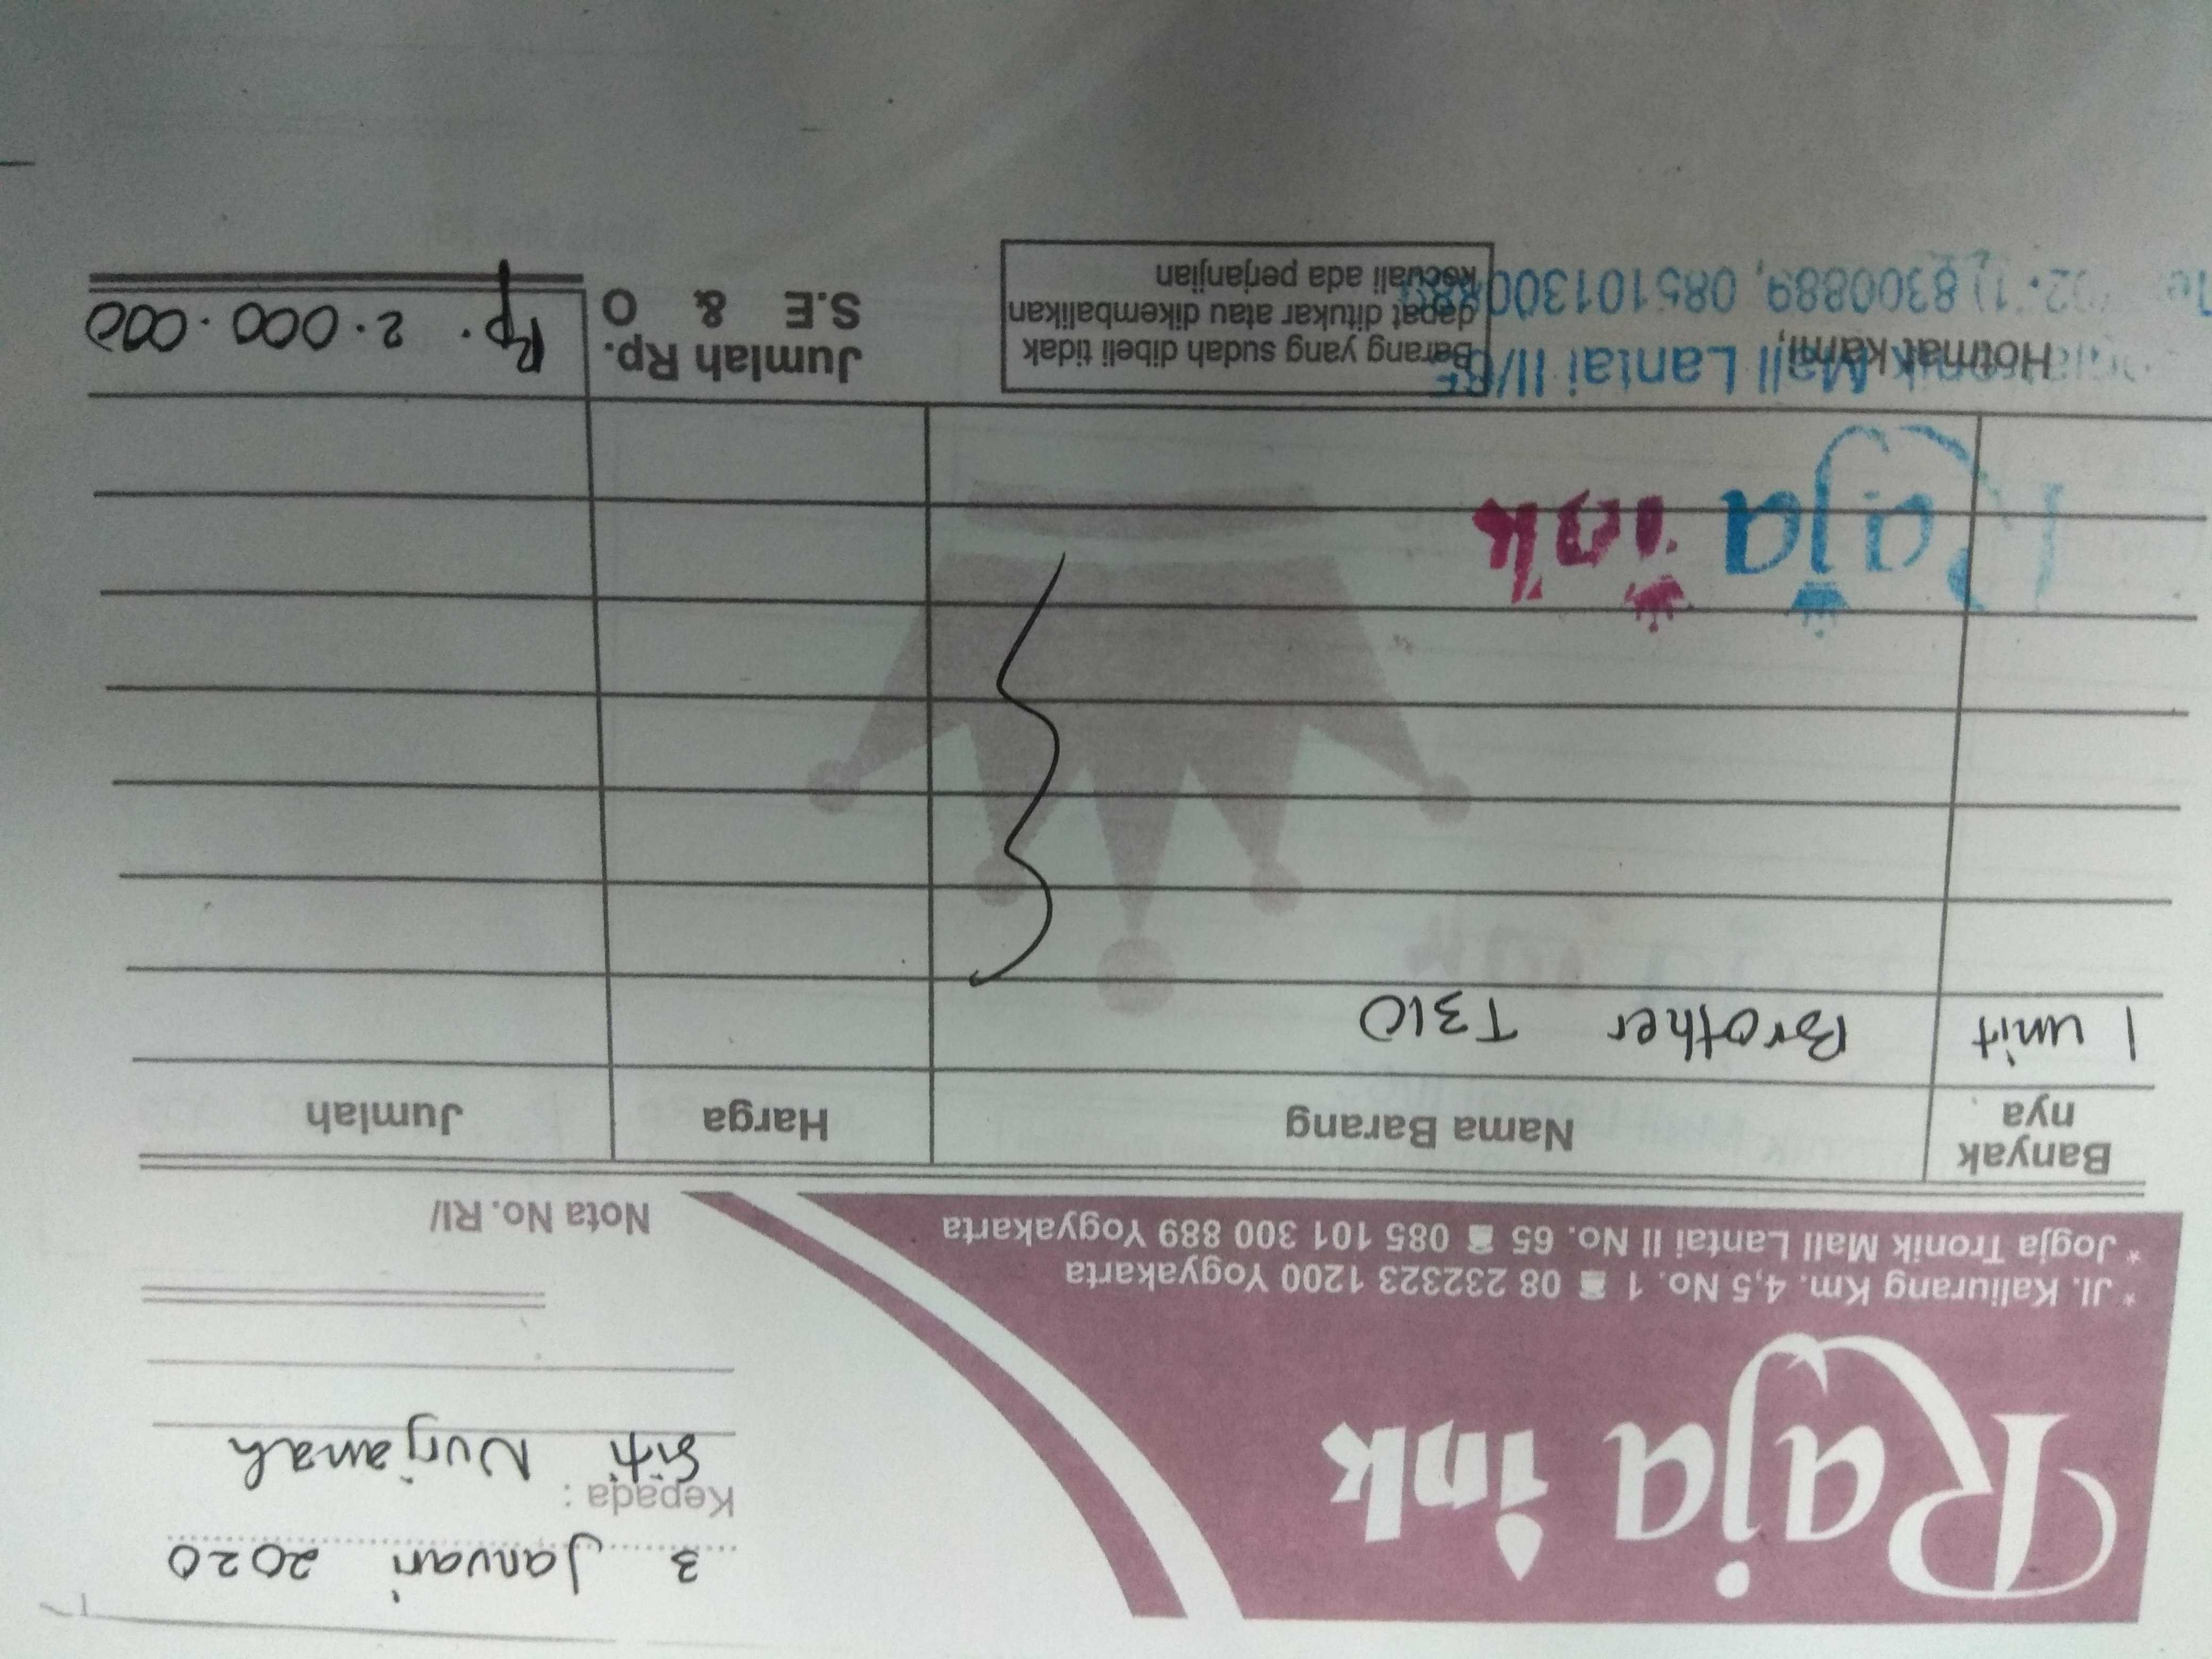 Raja ink
* Jl. Kaliurang Km. 4,5 No. 1 ☎ 08 232323 1200 Yogyakarta
* Jogja Tronik Mall Lantai II No. 65 ☎ 085 101 300 889 Yogyakarta
3 Januari 2020
Kepada :
Siti Nurjanah
Nota No. RI/
Banyak nya Nama Barang Harga Jumlah
1 unit Brother T310
Raja ink
Mall Lantai II/
8300889, 085101300889
Hormat kami,
Barang yang sudah dibeli tidak
dapat ditukar atau dikembalikan
kecuali ada perjanjian
Jumlah Rp. Rp. 2.000.000
S.E & O